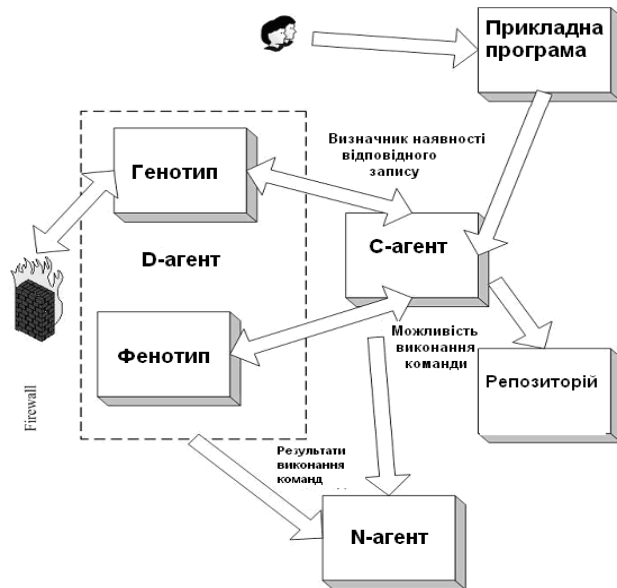 Прикладна
програма
Визначник наявності
відповідного
запису
Генотип
С-агент
D-агент
Можливість
виконання
команди
Фенотип
Репозиторій
Firewall
Результати
виконання
команд
N-агент